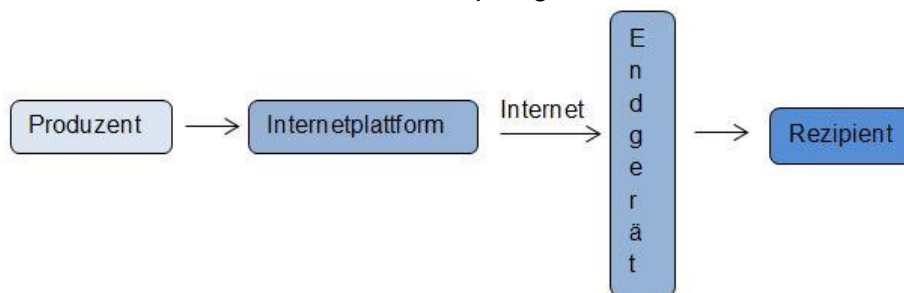 Produzent
Internetplattform
Internet
E
n
d
g
e
r
ä
t
Rezipient